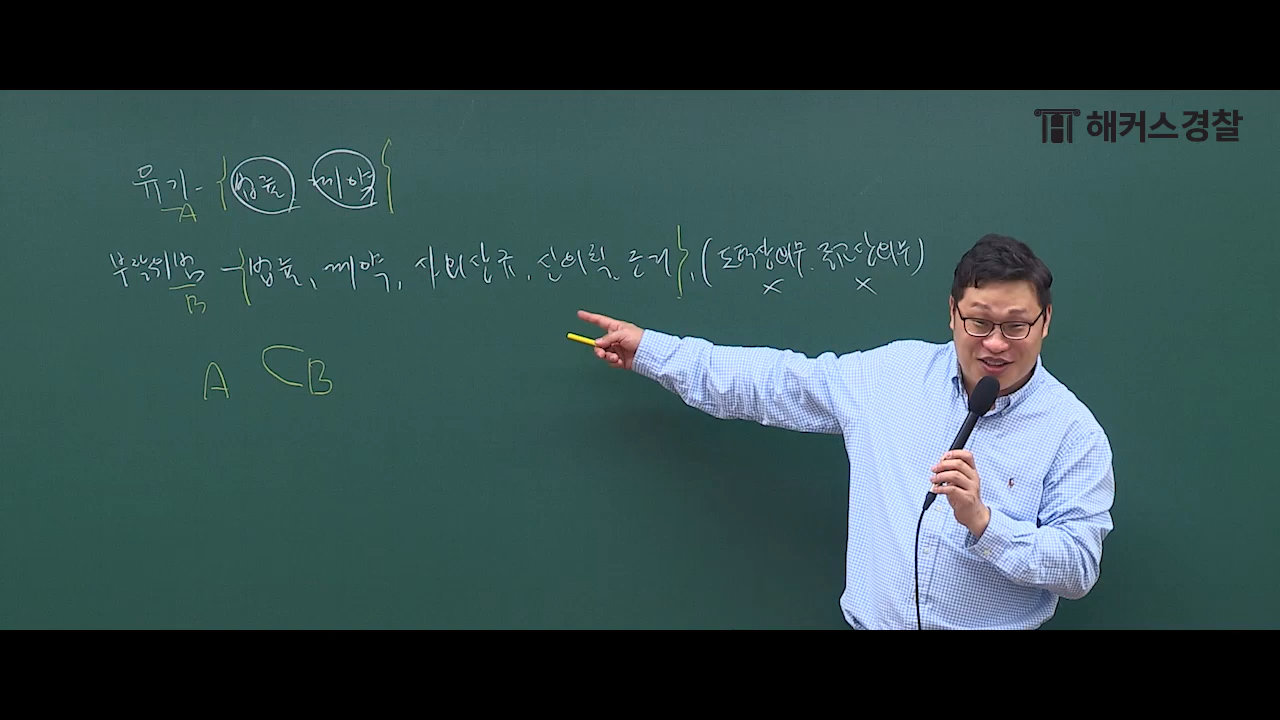 해커스경찰
유기 - { 법률 계약 }
A
부작위범 - { 법률, 계약, 사회상규, 신의칙, 조리 }, (도덕상의무, 종교상의무)
B × ×
A ⊂ B